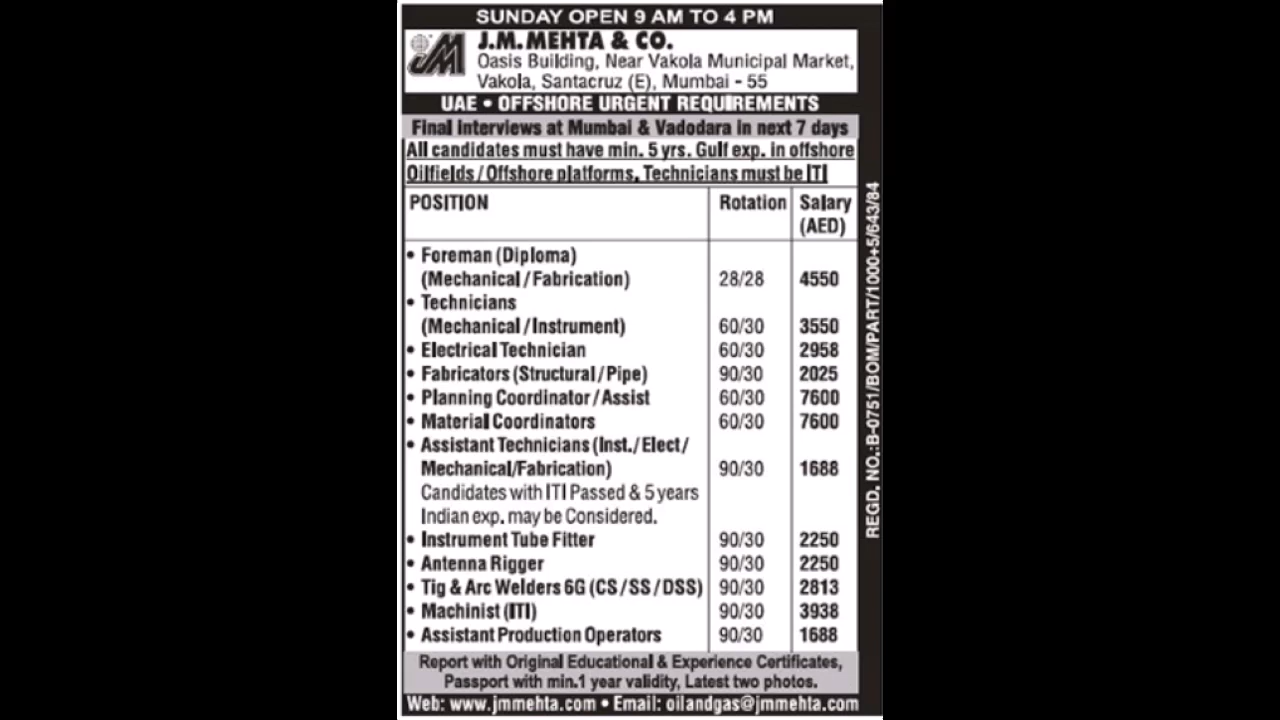 SUNDAY OPEN 9 AM TO 4 PM
JM
J.M. MEHTA & CO.
Oasis Building, Near Vakola Municipal Market,
Vakola, Santacruz (E), Mumbai - 55
UAE • OFFSHORE URGENT REQUIREMENTS
Final Interviews at Mumbai & Vadodara in next 7 days
All candidates must have min. 5 yrs. Gulf exp. in offshore
Oilfields / Offshore platforms, Technicians must be ITI
POSITION Rotation Salary
(AED)
• Foreman (Diploma)
(Mechanical / Fabrication) 28/28 4550
• Technicians
(Mechanical / Instrument) 60/30 3550
• Electrical Technician 60/30 2958
• Fabricators (Structural / Pipe) 90/30 2025
• Planning Coordinator / Assist 60/30 7600
• Material Coordinators 60/30 7600
• Assistant Technicians (Inst. / Elect /
Mechanical/Fabrication) 90/30 1688
Candidates with ITI Passed & 5 years
Indian exp. may be Considered.
• Instrument Tube Fitter 90/30 2250
• Antenna Rigger 90/30 2250
• Tig & Arc Welders 6G (CS / SS / DSS) 90/30 2813
• Machinist (ITI) 90/30 3938
• Assistant Production Operators 90/30 1688
Report with Original Educational & Experience Certificates,
Passport with min.1 year validity, Latest two photos.
Web: www.jmmehta.com • Email: oilandgas@jmmehta.com
REGD. NO.:B-0751/BOM/PART/1000+5/643/84